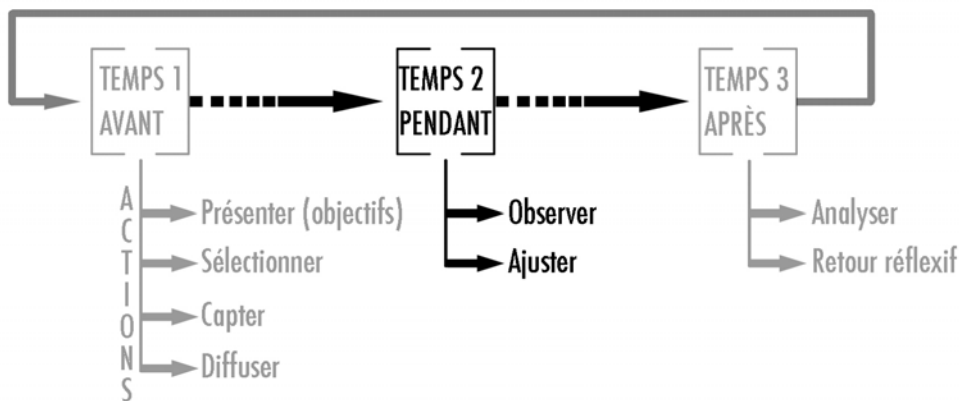 TEMPS 1
AVANT
TEMPS 2
PENDANT
TEMPS 3
APRÈS
ACTIONS
Présenter (objectifs)
Sélectionner
Capter
Diffuser
Observer
Ajuster
Analyser
Retour réflexif